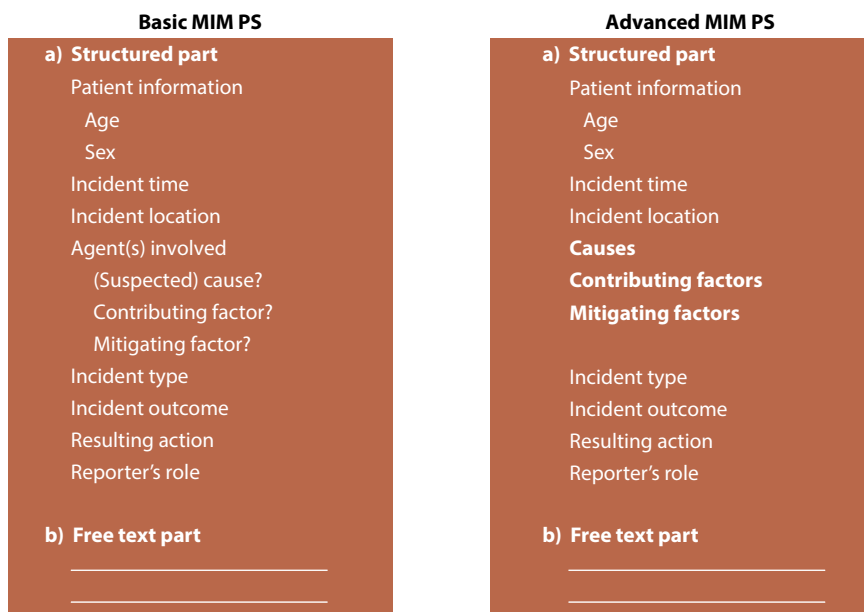 Basic MIM PS
a) Structured part
Patient information
Age
Sex
Incident time
Incident location
Agent(s) involved
(Suspected) cause?
Contributing factor?
Mitigating factor?
Incident type
Incident outcome
Resulting action
Reporter’s role
b) Free text part
Advanced MIM PS
a) Structured part
Patient information
Age
Sex
Incident time
Incident location
Causes
Contributing factors
Mitigating factors
Incident type
Incident outcome
Resulting action
Reporter’s role
b) Free text part